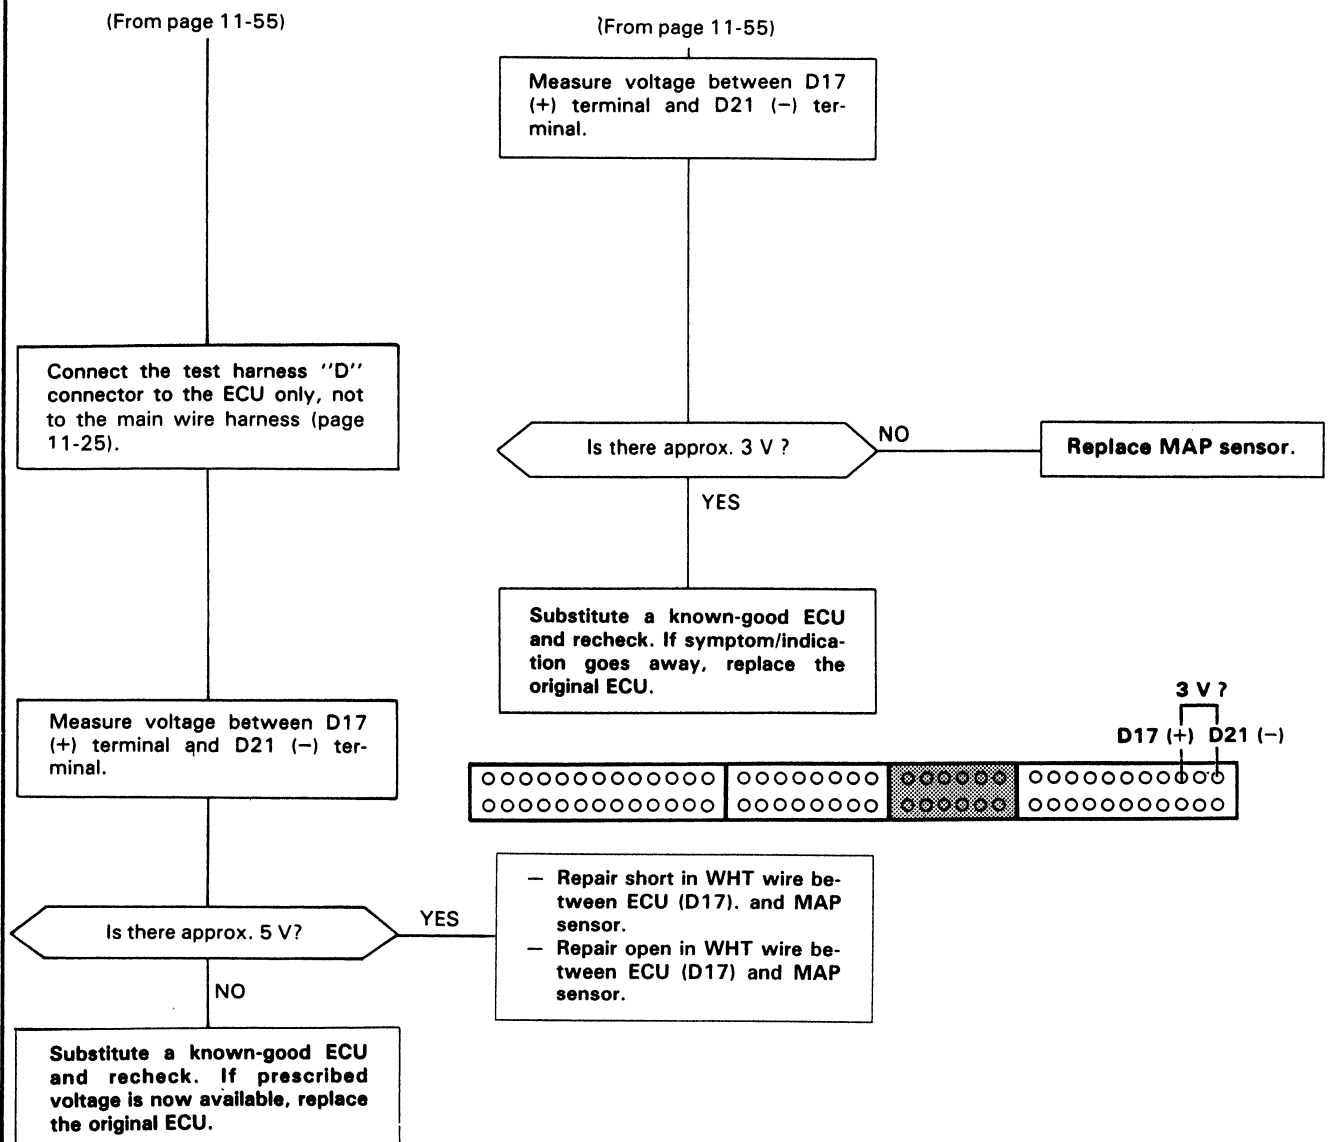 (From page 11-55)
(From page 11-55)
Measure voltage between D17
(+) terminal and D21 (−) ter-
minal.
Connect the test harness ''D''
connector to the ECU only, not
to the main wire harness (page
11-25).
Is there approx. 3 V ?
NO
Replace MAP sensor.
YES
Substitute a known-good ECU
and recheck. If symptom/indica-
tion goes away, replace the
original ECU.
Measure voltage between D17
(+) terminal and D21 (−) ter-
minal.
3 V ?
D17 (+) D21 (−)
Is there approx. 5 V?
YES
— Repair short in WHT wire be-
tween ECU (D17). and MAP
sensor.
— Repair open in WHT wire be-
tween ECU (D17) and MAP
sensor.
NO
Substitute a known-good ECU
and recheck. If prescribed
voltage is now available, replace
the original ECU.